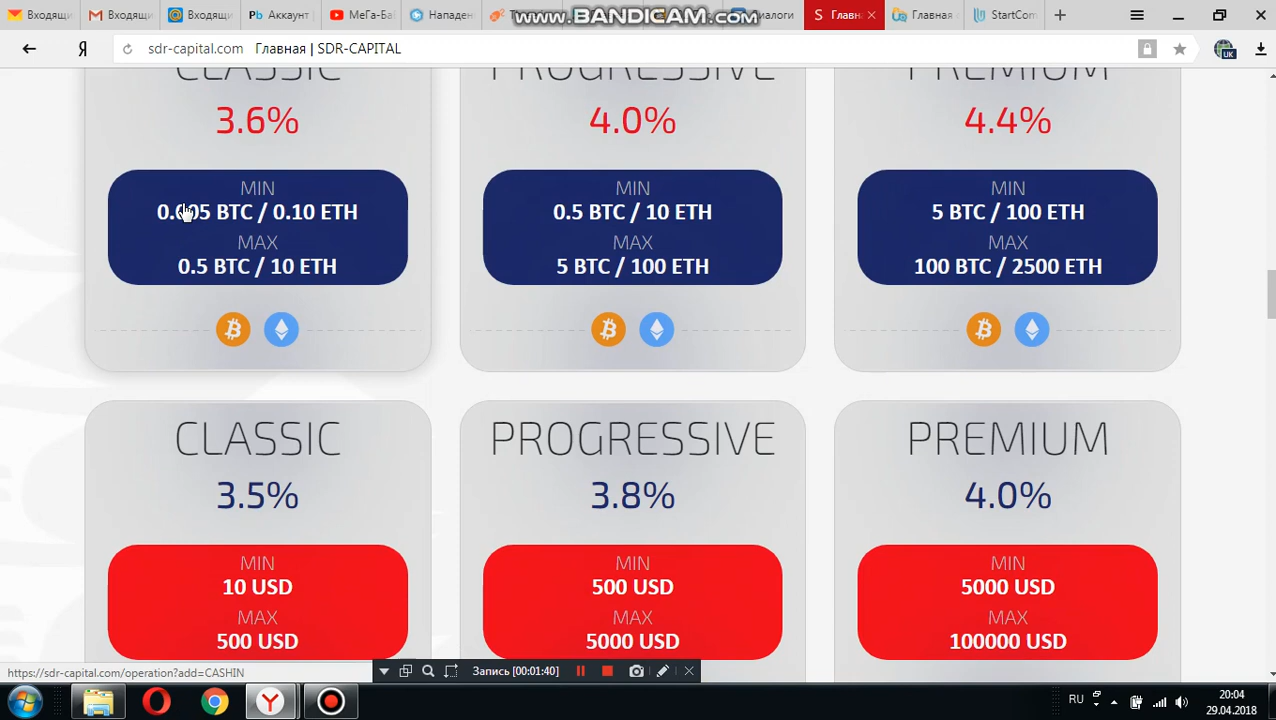 Входящи
Входящи
Входящи
Аккаунт
МеГа-Ба
Нападен
www.BANDICAM.com
иалоги
Главн
Главная
StartCom
sdr-capital.com Главная | SDR-CAPITAL
CLASSIC
PROGRESSIVE
PREMIUM
3.6%
4.0%
4.4%
MIN
MIN
MIN
0.005 BTC / 0.10 ETH
0.5 BTC / 10 ETH
5 BTC / 100 ETH
MAX
MAX
MAX
0.5 BTC / 10 ETH
5 BTC / 100 ETH
100 BTC / 2500 ETH
CLASSIC
PROGRESSIVE
PREMIUM
3.5%
3.8%
4.0%
MIN
MIN
MIN
10 USD
500 USD
5000 USD
MAX
MAX
MAX
500 USD
5000 USD
100000 USD
https://sdr-capital.com/operation?add=CASHIN
Запись [00:01:40]
RU
20:04
29.04.2018